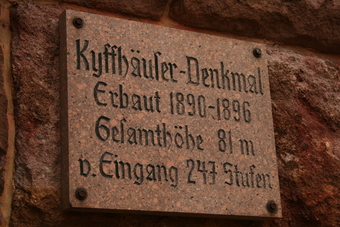 Kyffhäuser-Denkmal
Erbaut 1890-1896
Gesamthöhe 81 m
v. Eingang 247 Stufen